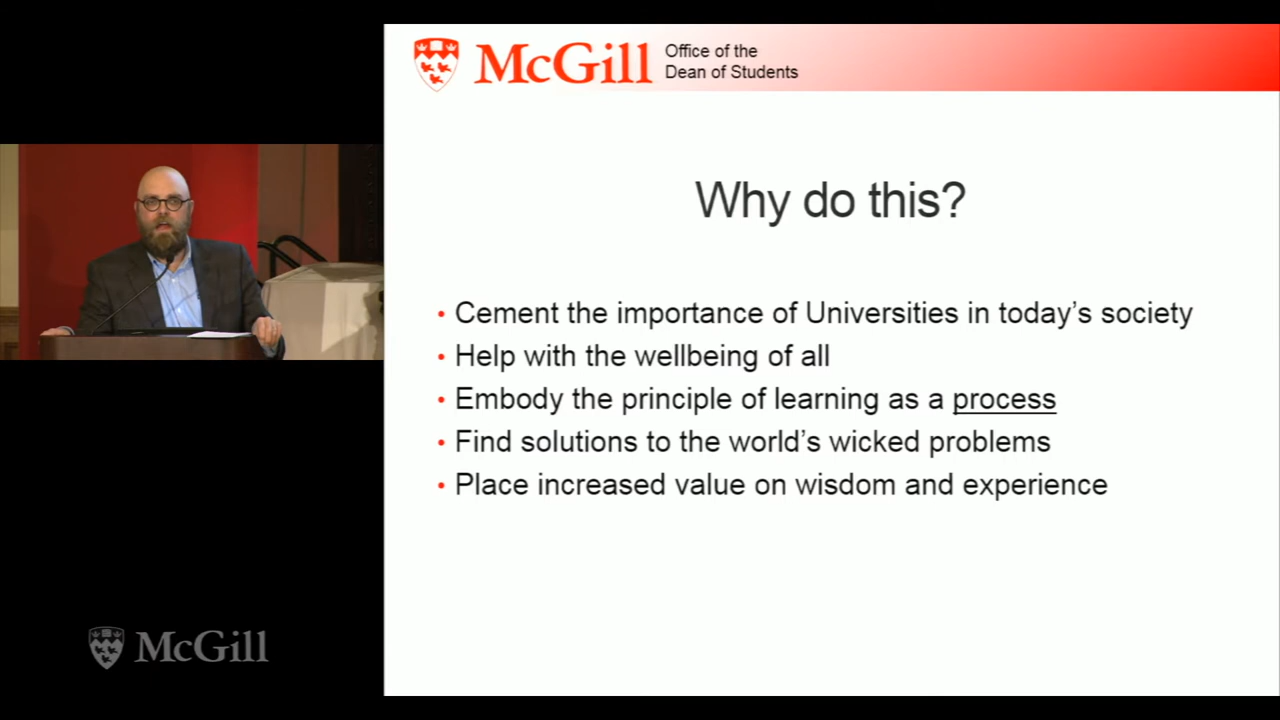 McGill
Office of the
Dean of Students
Why do this?
• Cement the importance of Universities in today's society
• Help with the wellbeing of all
• Embody the principle of learning as a process
• Find solutions to the world's wicked problems
• Place increased value on wisdom and experience
McGill